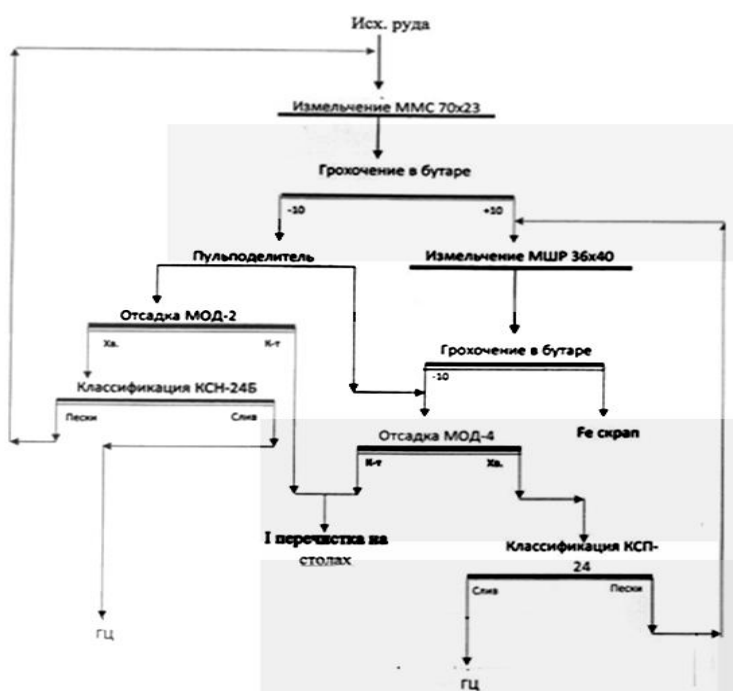 Исх. руда
Измельчение ММС 70х23
Грохочение в бутаре
-10
+10
Пульподелитель
Измельчение МШР 36х40
Отсадка МОД-2
Хв.
К-т
Грохочение в бутаре
-10
Классификация КСН-24Б
Пески
Слив
Fe скрап
Отсадка МОД-4
К-т
Хв.
I перечистка на
столах
Классификация КСП-
24
Слив
Пески
ГЦ
ГЦ